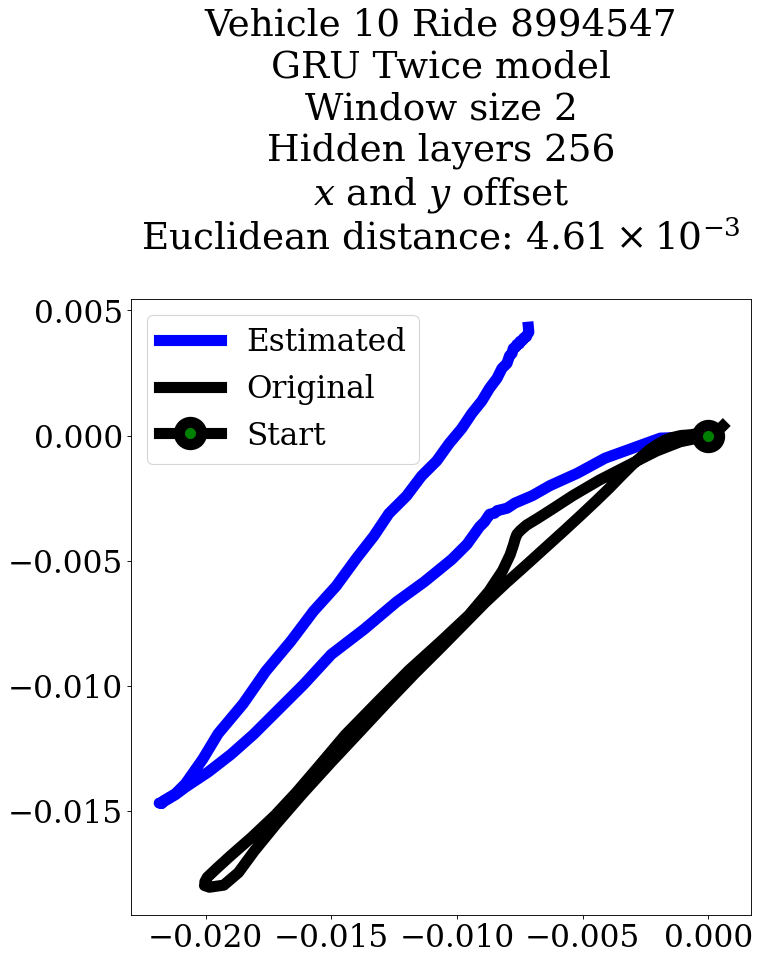 Vehicle 10 Ride 8994547
GRU Twice model
Window size 2
Hidden layers 256
x and y offset
Euclidean distance: 4.61 × 10⁻³
0.005
Estimated
Original
Start
0.000
−0.005
−0.010
−0.015
−0.020 −0.015 −0.010 −0.005 0.000